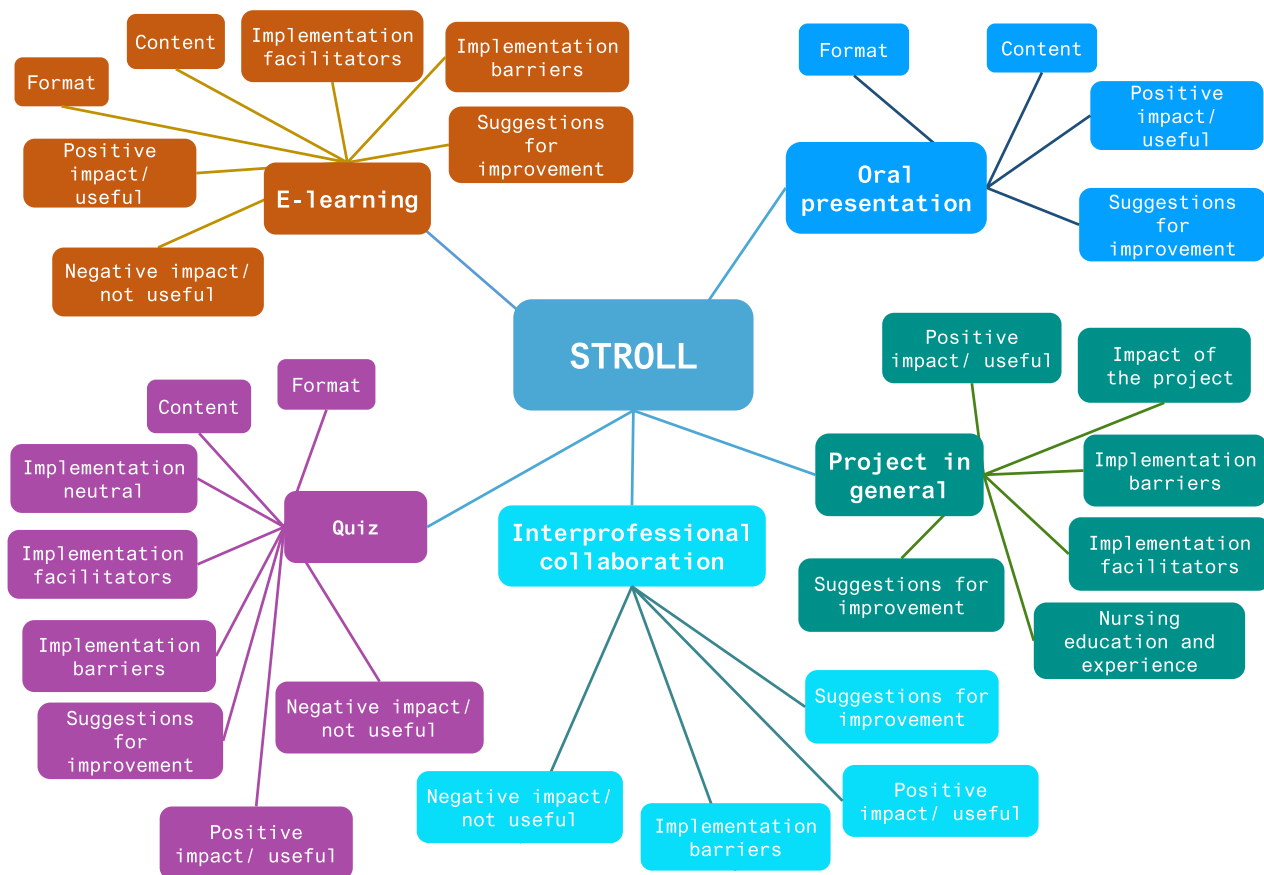 Content
Implementation
facilitators
Implementation
barriers
Format
Suggestions
for
improvement
Positive
impact/
useful
E-learning
Negative impact/
not useful
Format
Content
Positive
impact/
useful
Oral
presentation
Suggestions
for
improvement
STROLL
Positive
impact/ useful
Impact of
the project
Project in
general
Implementation
barriers
Implementation
facilitators
Suggestions for
improvement
Nursing
education and
experience
Format
Content
Implementation
neutral
Quiz
Implementation
facilitators
Implementation
barriers
Suggestions
for
improvement
Negative impact/
not useful
Positive
impact/ useful
Interprofessional
collaboration
Suggestions for
improvement
Negative impact/
not useful
Positive
impact/ useful
Implementation
barriers